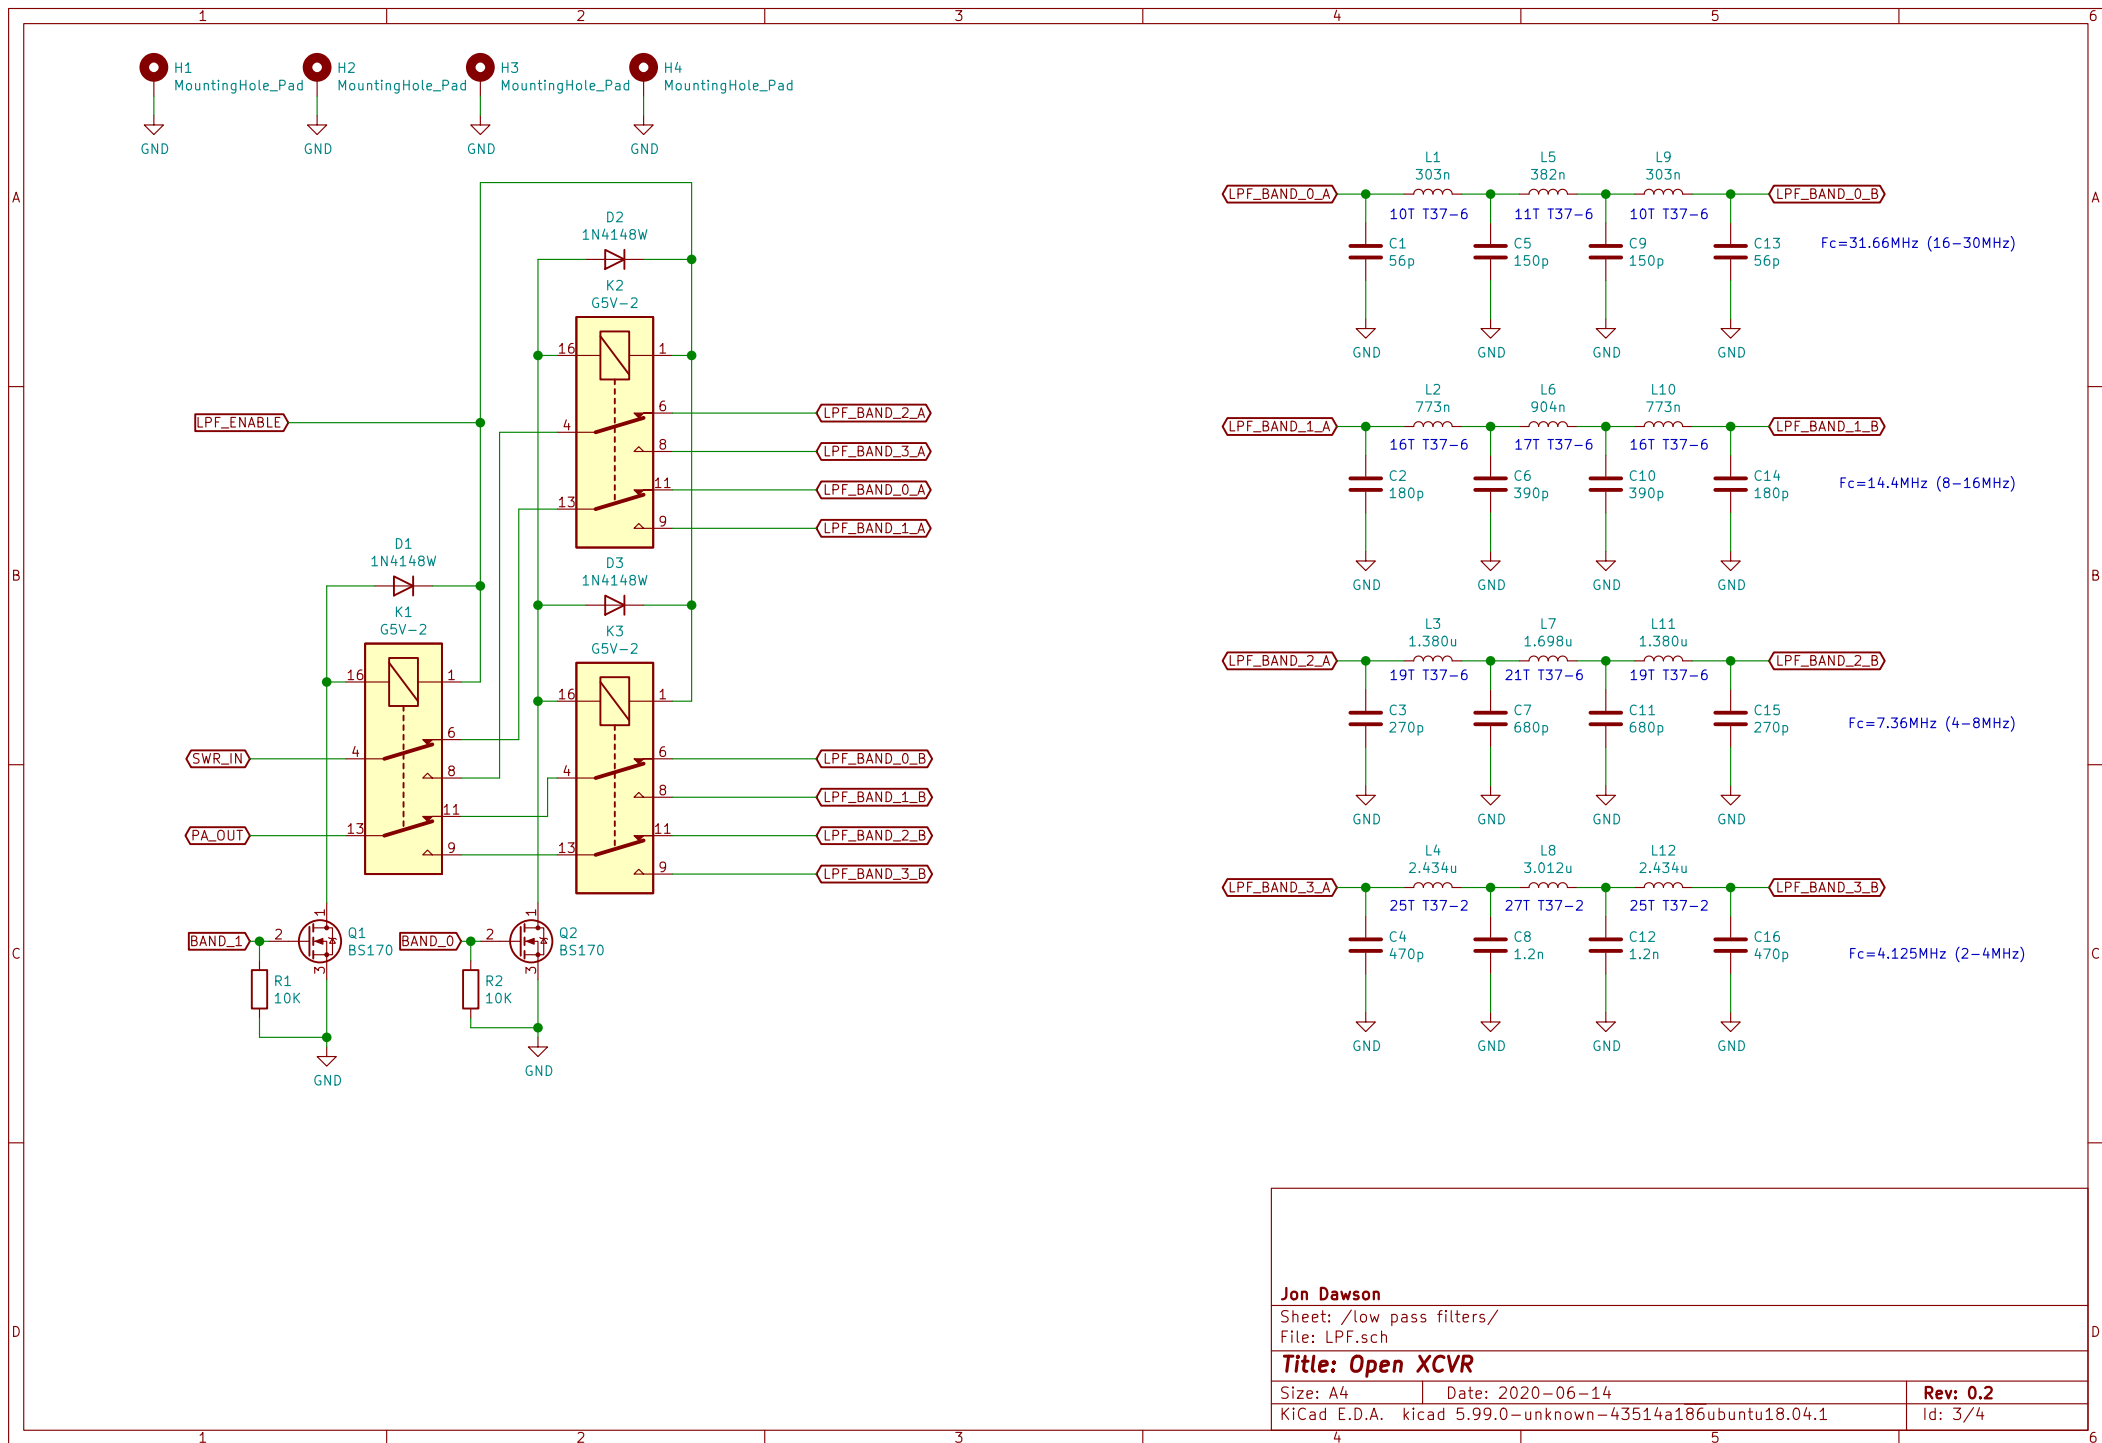 1 2 3 4 5 6
H1
MountingHole_Pad
GND
H2
MountingHole_Pad
GND
H3
MountingHole_Pad
GND
H4
MountingHole_Pad
GND
A
A
B
B
C
C
D
D
D2
1N4148W
K2
G5V-2
16
1
6
4
8
11
13
9
LPF_BAND_2_A
LPF_BAND_3_A
LPF_BAND_0_A
LPF_BAND_1_A
LPF_ENABLE
D1
1N4148W
K1
G5V-2
16
1
6
4
8
11
13
9
SWR_IN
PA_OUT
D3
1N4148W
K3
G5V-2
16
1
6
4
8
11
13
9
LPF_BAND_0_B
LPF_BAND_1_B
LPF_BAND_2_B
LPF_BAND_3_B
BAND_1
2
1
3
Q1
BS170
R1
10K
GND
BAND_0
2
1
3
Q2
BS170
R2
10K
GND
LPF_BAND_0_A
L1
303n
10T T37-6
L5
382n
11T T37-6
L9
303n
10T T37-6
LPF_BAND_0_B
C1
56p
C5
150p
C9
150p
C13
56p
Fc=31.66MHz (16-30MHz)
GND
GND
GND
GND
LPF_BAND_1_A
L2
773n
16T T37-6
L6
904n
17T T37-6
L10
773n
16T T37-6
LPF_BAND_1_B
C2
180p
C6
390p
C10
390p
C14
180p
Fc=14.4MHz (8-16MHz)
GND
GND
GND
GND
LPF_BAND_2_A
L3
1.380u
19T T37-6
L7
1.698u
21T T37-6
L11
1.380u
19T T37-6
LPF_BAND_2_B
C3
270p
C7
680p
C11
680p
C15
270p
Fc=7.36MHz (4-8MHz)
GND
GND
GND
GND
LPF_BAND_3_A
L4
2.434u
25T T37-2
L8
3.012u
27T T37-2
L12
2.434u
25T T37-2
LPF_BAND_3_B
C4
470p
C8
1.2n
C12
1.2n
C16
470p
Fc=4.125MHz (2-4MHz)
GND
GND
GND
GND
Jon Dawson
Sheet: /low pass filters/
File: LPF.sch
Title: Open XCVR
Size: A4
Date: 2020-06-14
Rev: 0.2
KiCad E.D.A.  kicad 5.99.0-unknown-43514a186ubuntu18.04.1
Id: 3/4
1 2 3 4 5 6